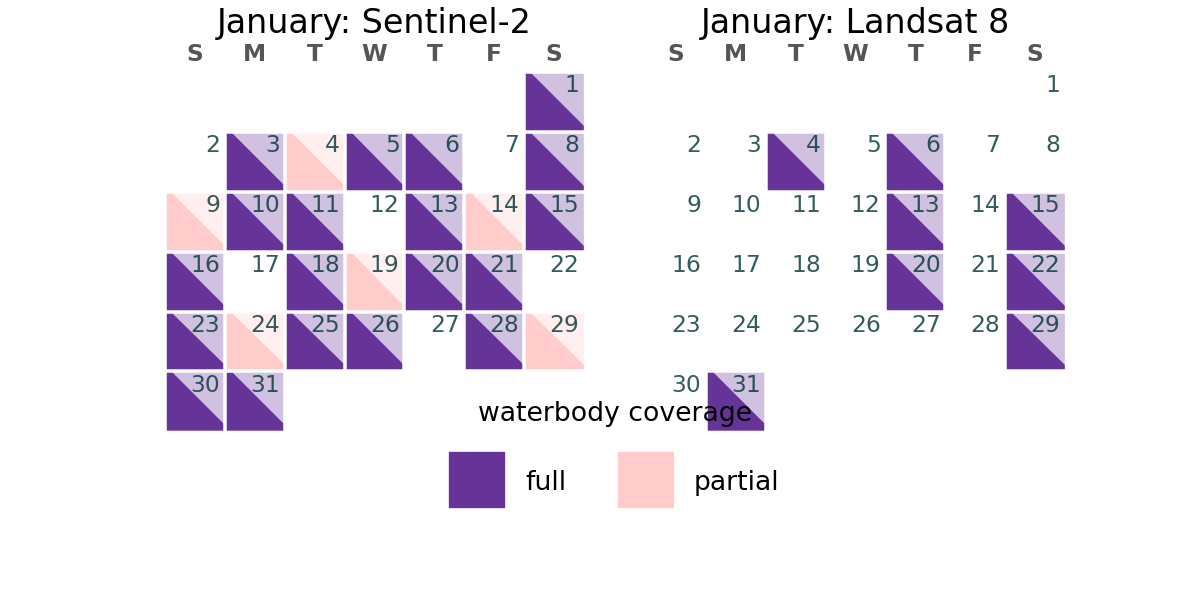 January: Sentinel-2
S M T W T F S
1
2 3 4 5 6 7 8
9 10 11 12 13 14 15
16 17 18 19 20 21 22
23 24 25 26 27 28 29
30 31
January: Landsat 8
S M T W T F S
1
2 3 4 5 6 7 8
9 10 11 12 13 14 15
16 17 18 19 20 21 22
23 24 25 26 27 28 29
30 31
waterbody coverage
full partial